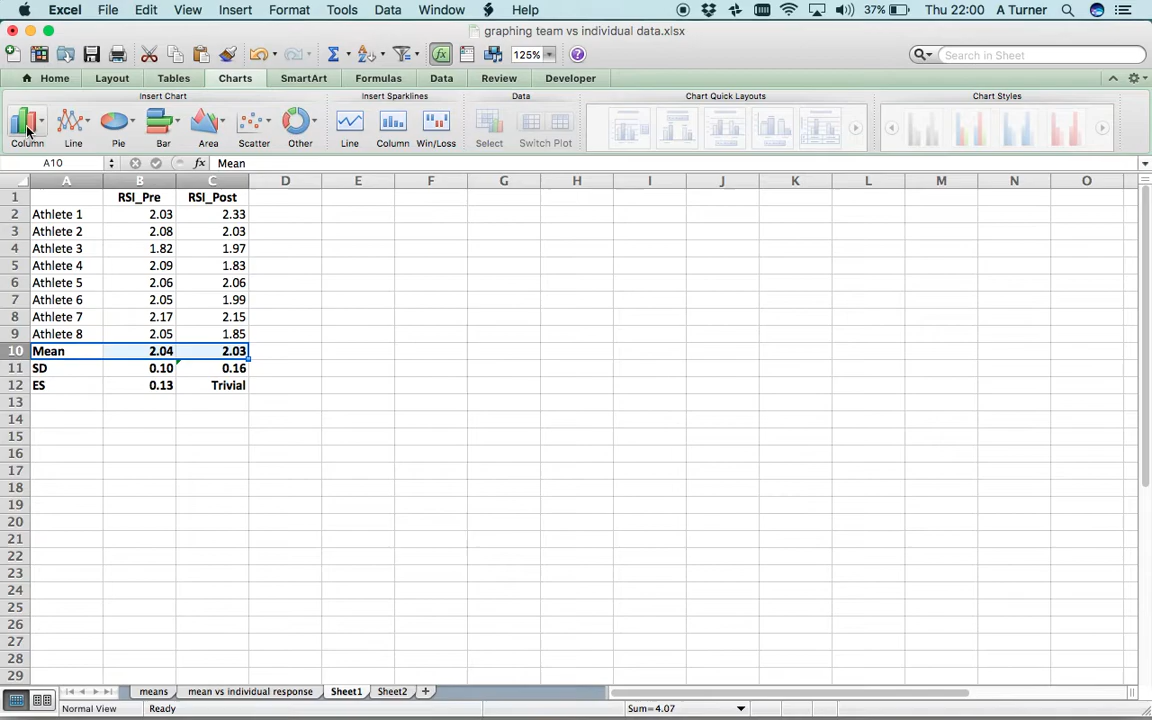 Excel File Edit View Insert Format Tools Data Window Help 37% Thu 22:00 A Turner
graphing team vs individual data.xlsx
125% Search in Sheet
Home Layout Tables Charts SmartArt Formulas Data Review Developer
Insert Chart Insert Sparklines Data Chart Quick Layouts Chart Styles
Column Line Pie Bar Area Scatter Other Line Column Win/Loss Select Switch Plot
A10 fx Mean
A B C D E F G H I J K L M N O
1 RSI_Pre RSI_Post
2 Athlete 1 2.03 2.33
3 Athlete 2 2.08 2.03
4 Athlete 3 1.82 1.97
5 Athlete 4 2.09 1.83
6 Athlete 5 2.06 2.06
7 Athlete 6 2.05 1.99
8 Athlete 7 2.17 2.15
9 Athlete 8 2.05 1.85
10 Mean 2.04 2.03
11 SD 0.10 0.16
12 ES 0.13 Trivial
13
14
15
16
17
18
19
20
21
22
23
24
25
26
27
28
29
means mean vs individual response Sheet1 Sheet2
Normal View Ready Sum=4.07